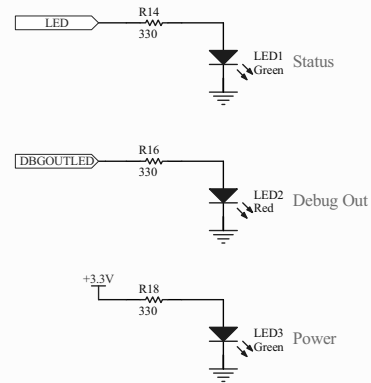 R14
LED
330
LED1
Green
Status
R16
DBGOUTLED
330
LED2
Red
Debug Out
+3.3V
R18
330
LED3
Green
Power